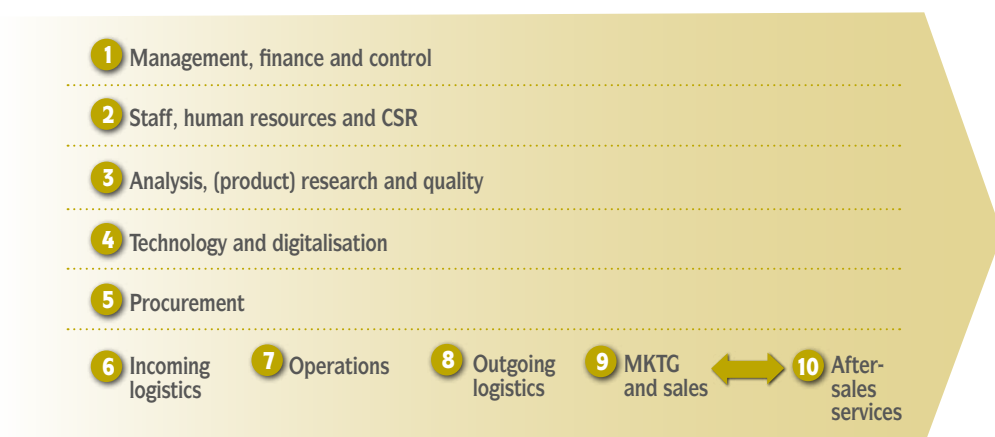 1 Management, finance and control
2 Staff, human resources and CSR
3 Analysis, (product) research and quality
4 Technology and digitalisation
5 Procurement
6 Incoming
logistics
7 Operations
8 Outgoing
logistics
9 MKTG
and sales
10 After-
sales
services